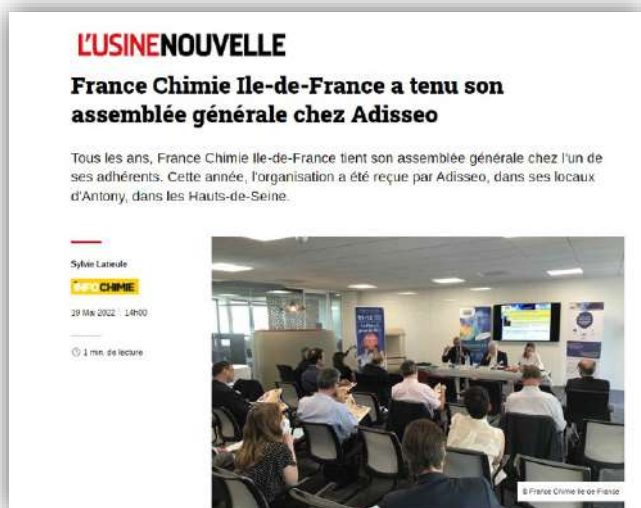 L'USINENOUVELLE
France Chimie Ile-de-France a tenu son
assemblée générale chez Adisseo
Tous les ans, France Chimie Ile-de-France tient son assemblée générale chez l'un de
ses adhérents. Cette année, l'organisation a été reçue par Adisseo, dans ses locaux
d'Antony, dans les Hauts-de-Seine.
Sylvie Latieule
INFO CHIMIE
19 Mai 2022 | 14h00
1 min. de lecture
© France Chimie Ile de France